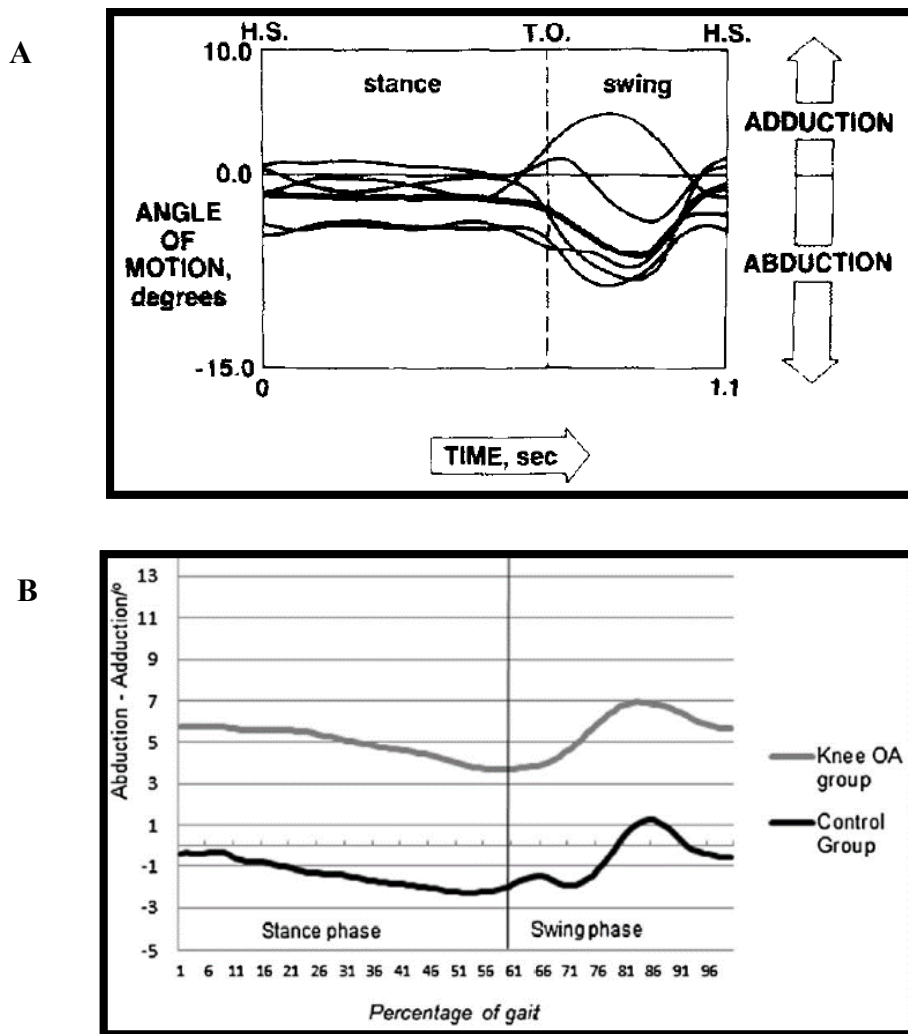 A
H.S. T.O. H.S.
10.0
stance swing
ADDUCTION
0.0
ANGLE
OF
MOTION,
degrees
ABDUCTION
-15.0
0 1.1
TIME, sec
B
Abduction - Adduction/º
13
11
9
7
5
3
1
-1
-3
-5
Knee OA
group
Control
Group
Stance phase Swing phase
1 6 11 16 21 26 31 36 41 46 51 56 61 66 71 76 81 86 91 96
Percentage of gait